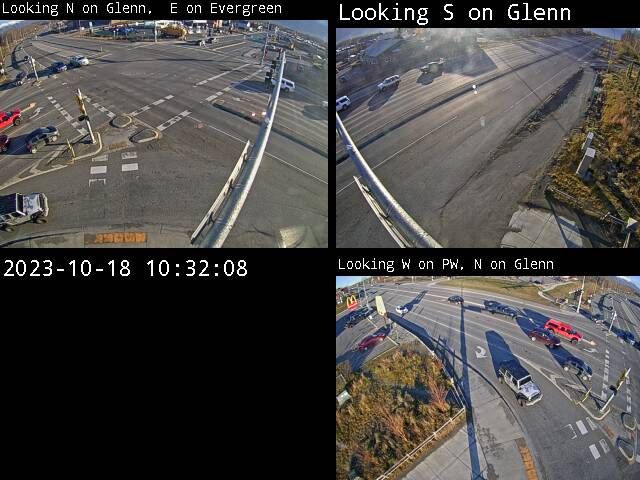 Looking N on Glenn,  E on Evergreen
Looking S on Glenn
2023-10-18 10:32:08
Looking W on PW, N on Glenn